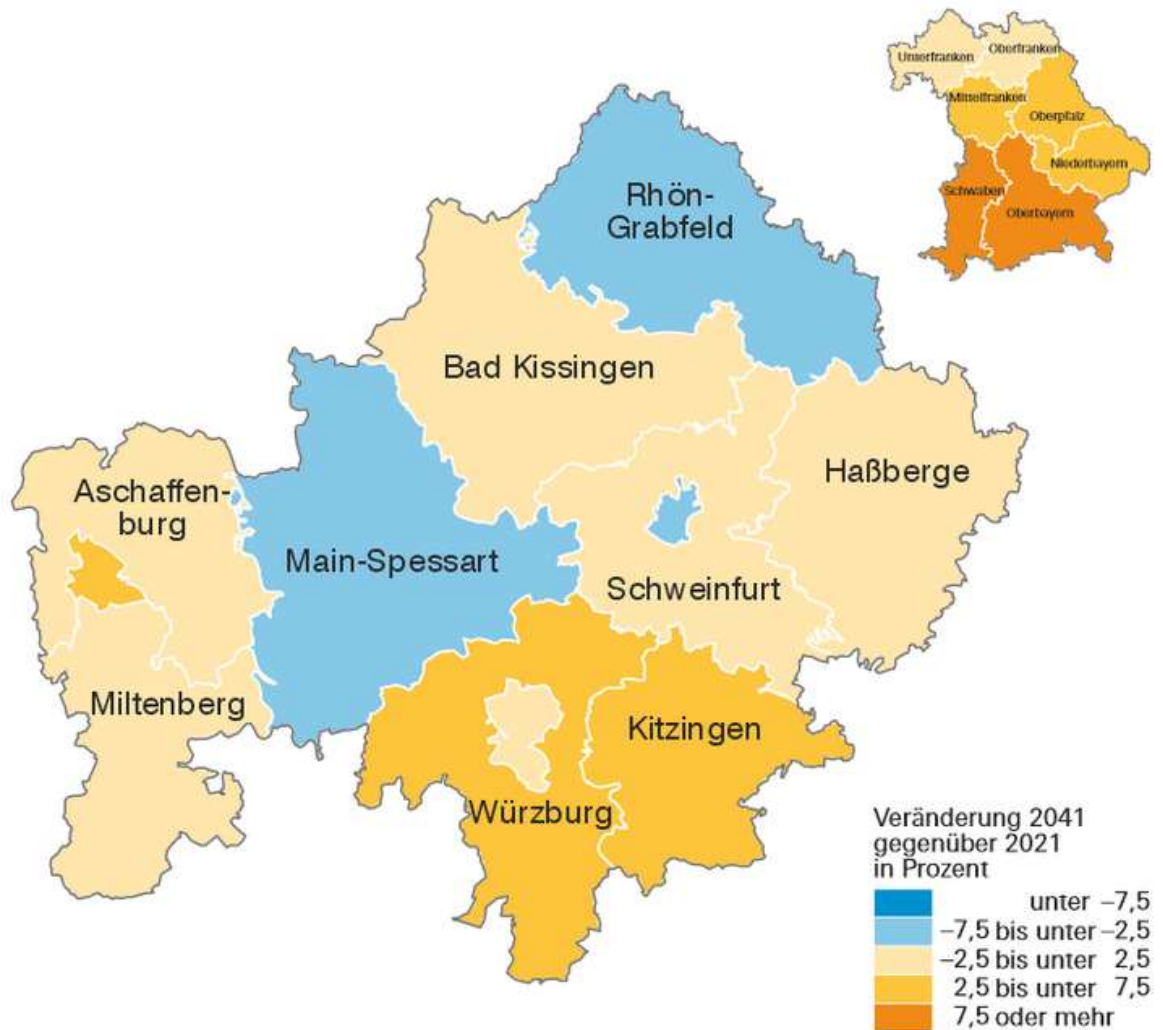 Unterfranken
Oberfranken
Mittelfranken
Oberpfalz
Niederbayern
Schwaben
Oberbayern
Rhön-
Grabfeld
Bad Kissingen
Haßberge
Aschaffen-
burg
Main-Spessart
Schweinfurt
Miltenberg
Kitzingen
Würzburg
Veränderung 2041
gegenüber 2021
in Prozent
unter –7,5
–7,5 bis unter –2,5
–2,5 bis unter 2,5
2,5 bis unter 7,5
7,5 oder mehr